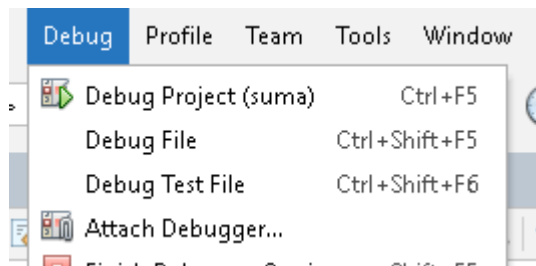 Debug Profile Team Tools Window
Debug Project (suma) Ctrl+F5
Debug File Ctrl+Shift+F5
Debug Test File Ctrl+Shift+F6
Attach Debugger...